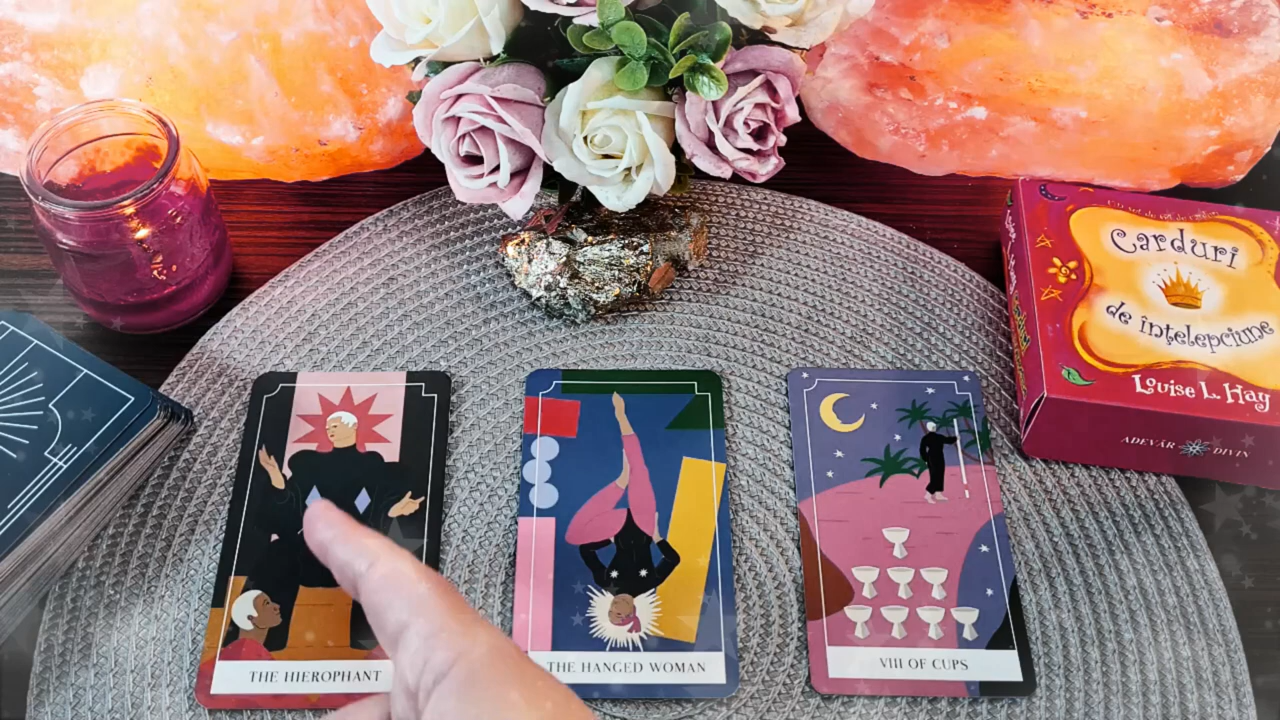 Carduri
de înțelepciune
Louise L. Hay
ADEVĂR DIVIN
THE HIEROPHANT
THE HANGED WOMAN
VIII OF CUPS